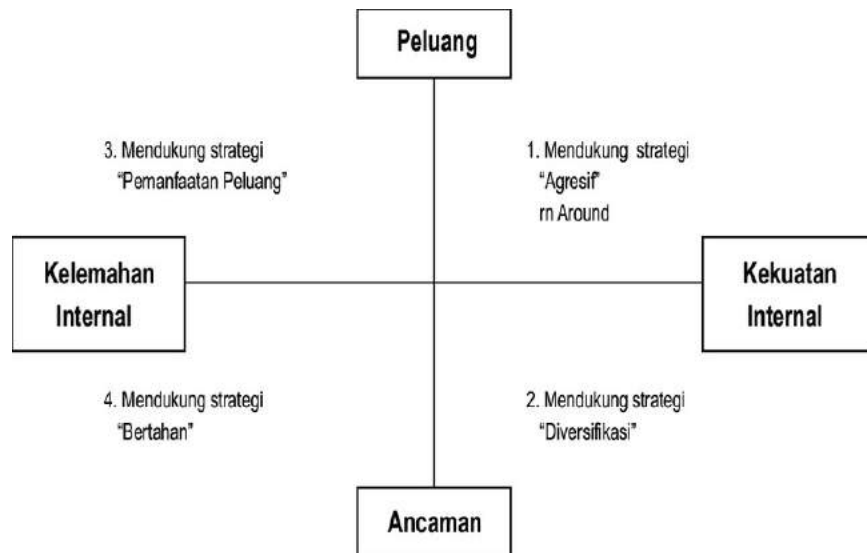 Peluang
3. Mendukung strategi
"Pemanfaatan Peluang"
1. Mendukung strategi
"Agresif"
rn Around
Kelemahan
Internal
Kekuatan
Internal
4. Mendukung strategi
"Bertahan"
2. Mendukung strategi
"Diversifikasi"
Ancaman